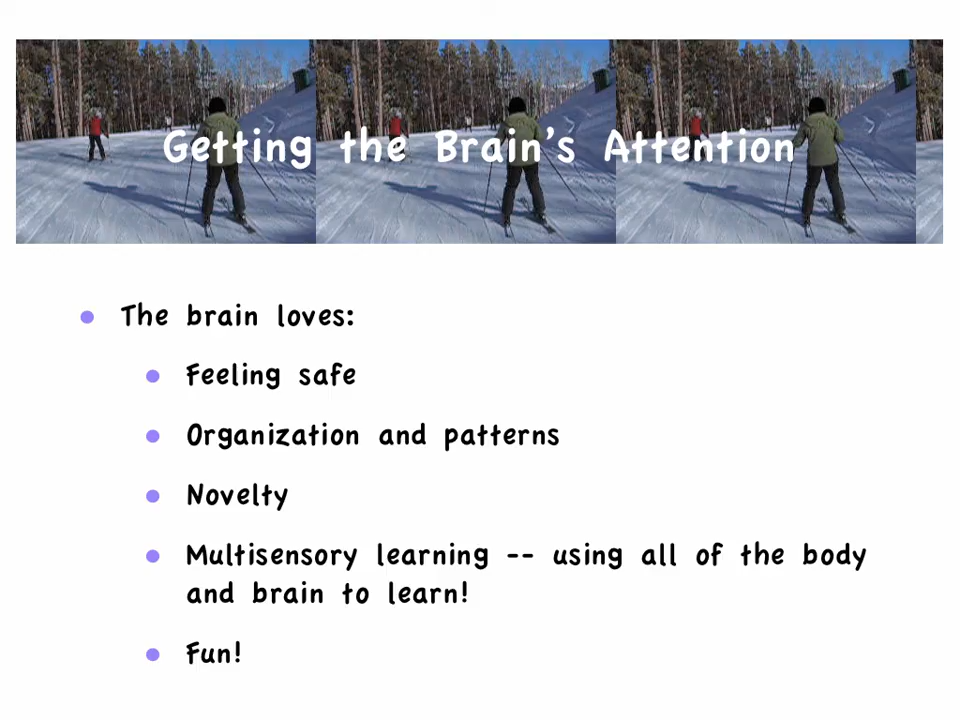 Getting the Brain's Attention
The brain loves:
Feeling safe
Organization and patterns
Novelty
Multisensory learning -- using all of the body
and brain to learn!
Fun!